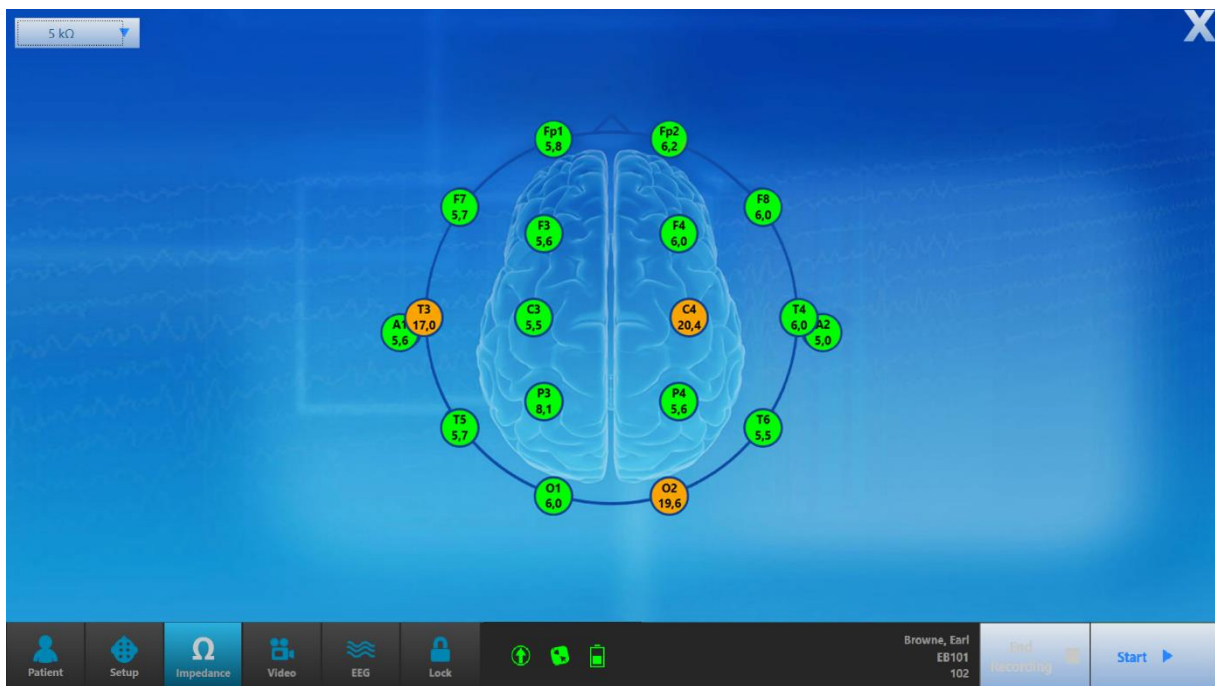 5 kΩ
X
Fp1
5,8
Fp2
6,2
F7
5,7
F8
6,0
F3
5,6
F4
6,0
A1
5,6
T3
17,0
C3
5,5
C4
20,4
T4
6,0
A2
5,0
P3
8,1
P4
5,6
T5
5,7
T6
5,5
O1
6,0
O2
19,6
Patient
Setup
Ω
Impedance
Video
EEG
Lock
Browne, Earl
EB101
102
End
Recording
Start